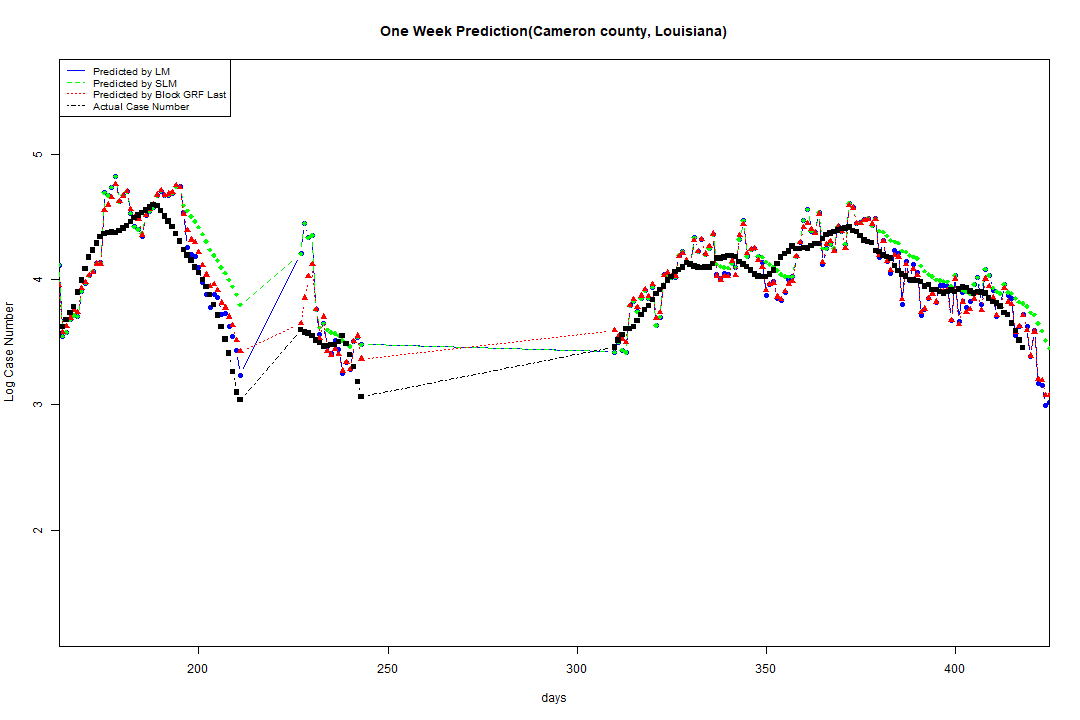 One Week Prediction(Cameron county, Louisiana)
Predicted by LM
Predicted by SLM
Predicted by Block GRF Last
Actual Case Number
Log Case Number
5
4
3
2
200 250 300 350 400
days